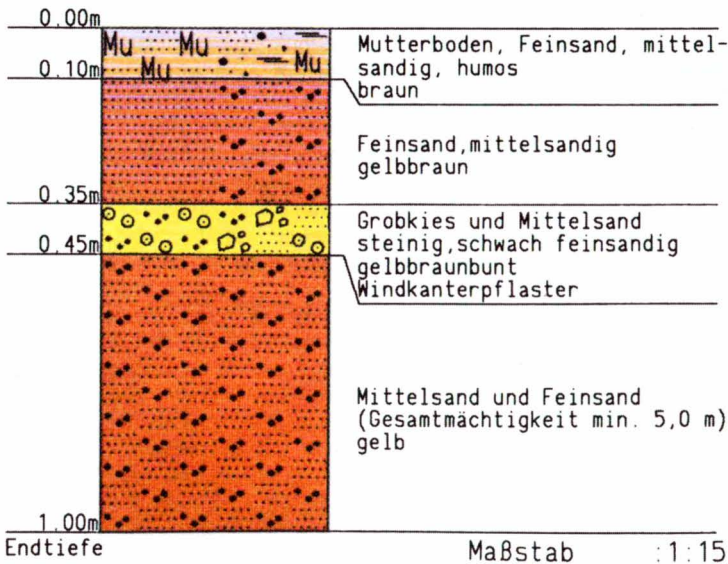 0.00m
Mu Mu
Mu Mu
Mutterboden, Feinsand, mittel-
sandig, humos
braun
0.10m
Feinsand,mittelsandig
gelbbraun
0.35m
Grobkies und Mittelsand
steinig,schwach feinsandig
gelbbraunbunt
Windkanterpflaster
0.45m
Mittelsand und Feinsand
(Gesamtmächtigkeit min. 5,0 m)
gelb
1.00m
Endtiefe
Maßstab :1:15